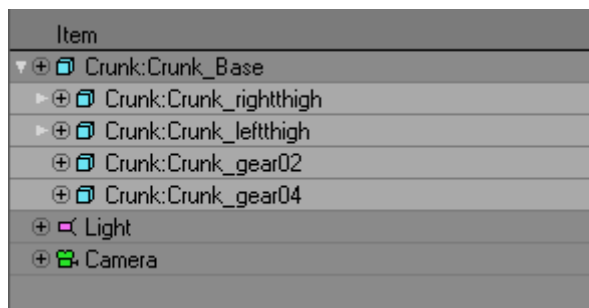 Item
Crunk:Crunk_Base
Crunk:Crunk_rightthigh
Crunk:Crunk_leftthigh
Crunk:Crunk_gear02
Crunk:Crunk_gear04
Light
Camera